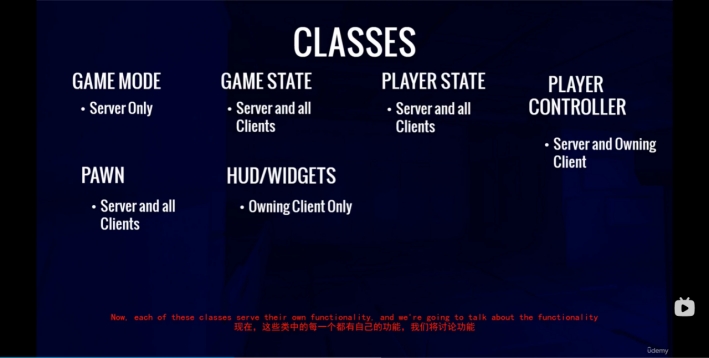 CLASSES
GAME MODE
• Server Only
GAME STATE
• Server and all
Clients
PLAYER STATE
• Server and all
Clients
PLAYER
CONTROLLER
• Server and Owning
Client
PAWN
• Server and all
Clients
HUD/WIDGETS
• Owning Client Only
Now, each of these classes serve their own functionality, and we're going to talk about the functionality
现在，这些类中的每一个都有自己的功能，我们将讨论功能
ûdemy